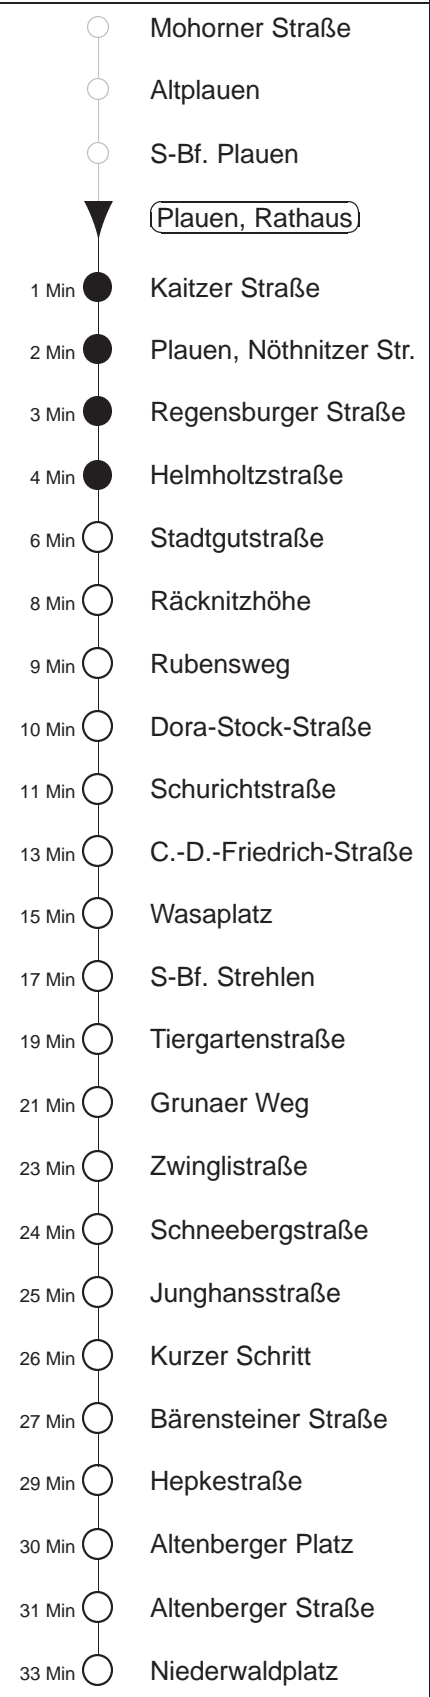 Mohorner Straße
Altplauen
S-Bf. Plauen
Plauen, Rathaus
1 Min Kaitzer Straße
2 Min Plauen, Nöthnitzer Str.
3 Min Regensburger Straße
4 Min Helmholtzstraße
6 Min Stadtgutstraße
8 Min Räcknitzhöhe
9 Min Rubensweg
10 Min Dora-Stock-Straße
11 Min Schurichtstraße
13 Min C.-D.-Friedrich-Straße
15 Min Wasaplatz
17 Min S-Bf. Strehlen
19 Min Tiergartenstraße
21 Min Grunaer Weg
23 Min Zwinglistraße
24 Min Schneebergstraße
25 Min Junghansstraße
26 Min Kurzer Schritt
27 Min Bärensteiner Straße
29 Min Hepkestraße
30 Min Altenberger Platz
31 Min Altenberger Straße
33 Min Niederwaldplatz